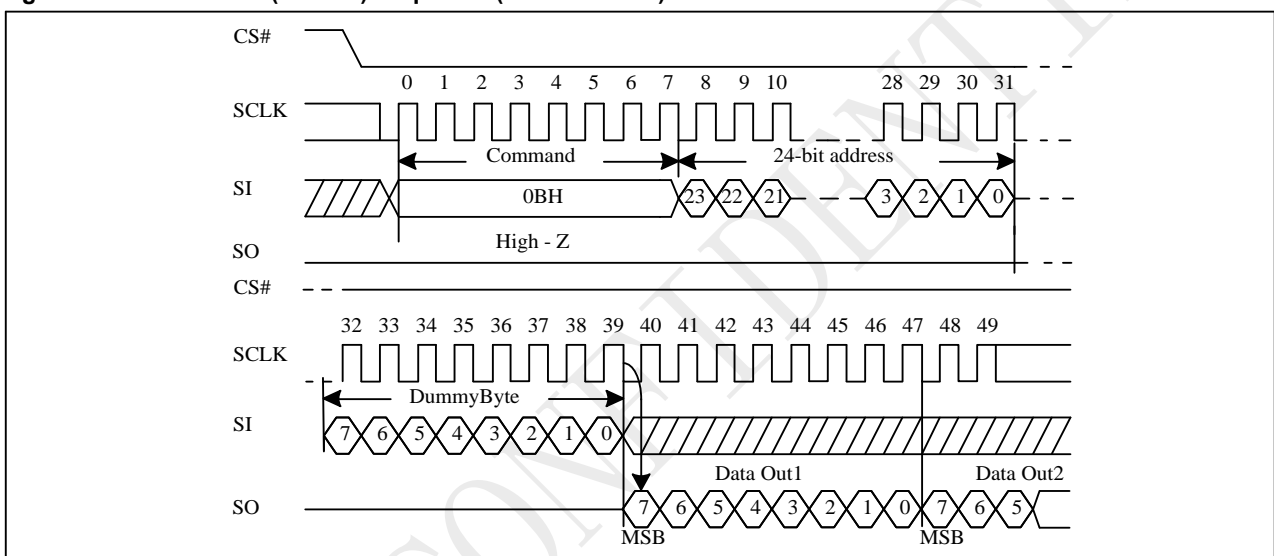 CS#
0 1 2 3 4 5 6 7 8 9 10 28 29 30 31
SCLK
Command 24-bit address
SI 0BH 23 22 21 3 2 1 0
High - Z
SO
CS#
32 33 34 35 36 37 38 39 40 41 42 43 44 45 46 47 48 49
SCLK
DummyByte
SI 7 6 5 4 3 2 1 0
Data Out1 Data Out2
SO 7 6 5 4 3 2 1 0 7 6 5
MSB MSB